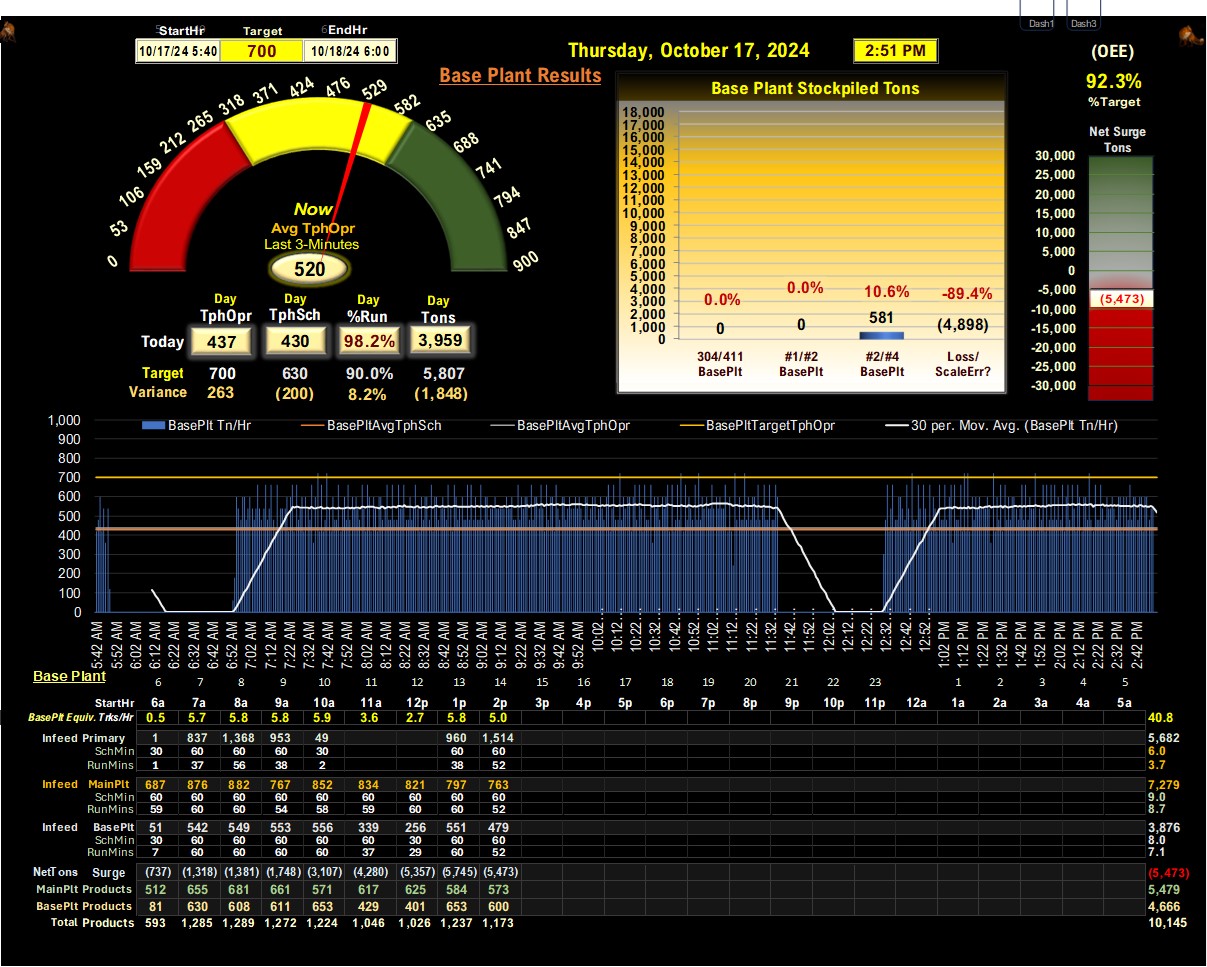 Dash1 Dash3
StartHr Target EndHr
10/17/24 5:40 700 10/18/24 6:00
Thursday, October 17, 2024 2:51 PM
(OEE)
92.3%
%Target
Base Plant Results
0 53 106 159 212 265 318 371 424 476 529 582 635 688 741 794 847 900
Now
Avg TphOpr
Last 3-Minutes
520
Day TphOpr Day TphSch Day %Run Day Tons
Today 437 430 98.2% 3,959
Target 700 630 90.0% 5,807
Variance 263 (200) 8.2% (1,848)
Base Plant Stockpiled Tons
18,000
17,000
16,000
15,000
14,000
13,000
12,000
11,000
10,000
9,000
8,000
7,000
6,000
5,000
4,000
3,000
2,000
1,000
0
0.0% 0.0% 10.6% -89.4%
0 0 581 (4,898)
304/411 #1/#2 #2/#4 Loss/
BasePlt BasePlt BasePlt ScaleErr?
Net Surge
Tons
30,000
25,000
20,000
15,000
10,000
5,000
0
-5,000
(5,473)
-10,000
-15,000
-20,000
-25,000
-30,000
BasePlt Tn/Hr BasePltAvgTphSch BasePltAvgTphOpr BasePltTargetTphOpr 30 per. Mov. Avg. (BasePlt Tn/Hr)
1,000
900
800
700
600
500
400
300
200
100
0
5:42 AM 5:52 AM 6:02 AM 6:12 AM 6:22 AM 6:32 AM 6:42 AM 6:52 AM 7:02 AM 7:12 AM 7:22 AM 7:32 AM 7:42 AM 7:52 AM 8:02 AM 8:12 AM 8:22 AM 8:32 AM 8:42 AM 8:52 AM 9:02 AM 9:12 AM 9:22 AM 9:32 AM 9:42 AM 9:52 AM 10:02... 10:12... 10:22... 10:32... 10:42... 10:52... 11:02... 11:12... 11:22... 11:32... 11:42... 11:52... 12:02... 12:12... 12:22... 12:32... 12:42... 12:52... 1:02 PM 1:12 PM 1:22 PM 1:32 PM 1:42 PM 1:52 PM 2:02 PM 2:12 PM 2:22 PM 2:32 PM 2:42 PM
Base Plant 6 7 8 9 10 11 12 13 14 15 16 17 18 19 20 21 22 23 1 2 3 4 5
StartHr 6a 7a 8a 9a 10a 11a 12p 1p 2p 3p 4p 5p 6p 7p 8p 9p 10p 11p 12a 1a 2a 3a 4a 5a
BasePlt Equiv. Trks/Hr 0.5 5.7 5.8 5.8 5.9 3.6 2.7 5.8 5.0 40.8
Infeed Primary 1 837 1,368 953 49 960 1,514 5,682
SchMin 30 60 60 60 30 60 60 6.0
RunMins 1 37 56 38 2 38 52 3.7
Infeed MainPlt 687 876 882 767 852 834 821 797 763 7,279
SchMin 60 60 60 60 60 60 60 60 60 9.0
RunMins 59 60 60 54 58 59 60 60 52 8.7
Infeed BasePlt 51 542 549 553 556 339 256 551 479 3,876
SchMin 30 60 60 60 60 60 30 60 60 8.0
RunMins 7 60 60 60 60 37 29 60 52 7.1
NetTons Surge (737) (1,318) (1,381) (1,748) (3,107) (4,280) (5,357) (5,745) (5,473) (5,473)
MainPlt Products 512 655 681 661 571 617 625 584 573 5,479
BasePlt Products 81 630 608 611 653 429 401 653 600 4,666
Total Products 593 1,285 1,289 1,272 1,224 1,046 1,026 1,237 1,173 10,145